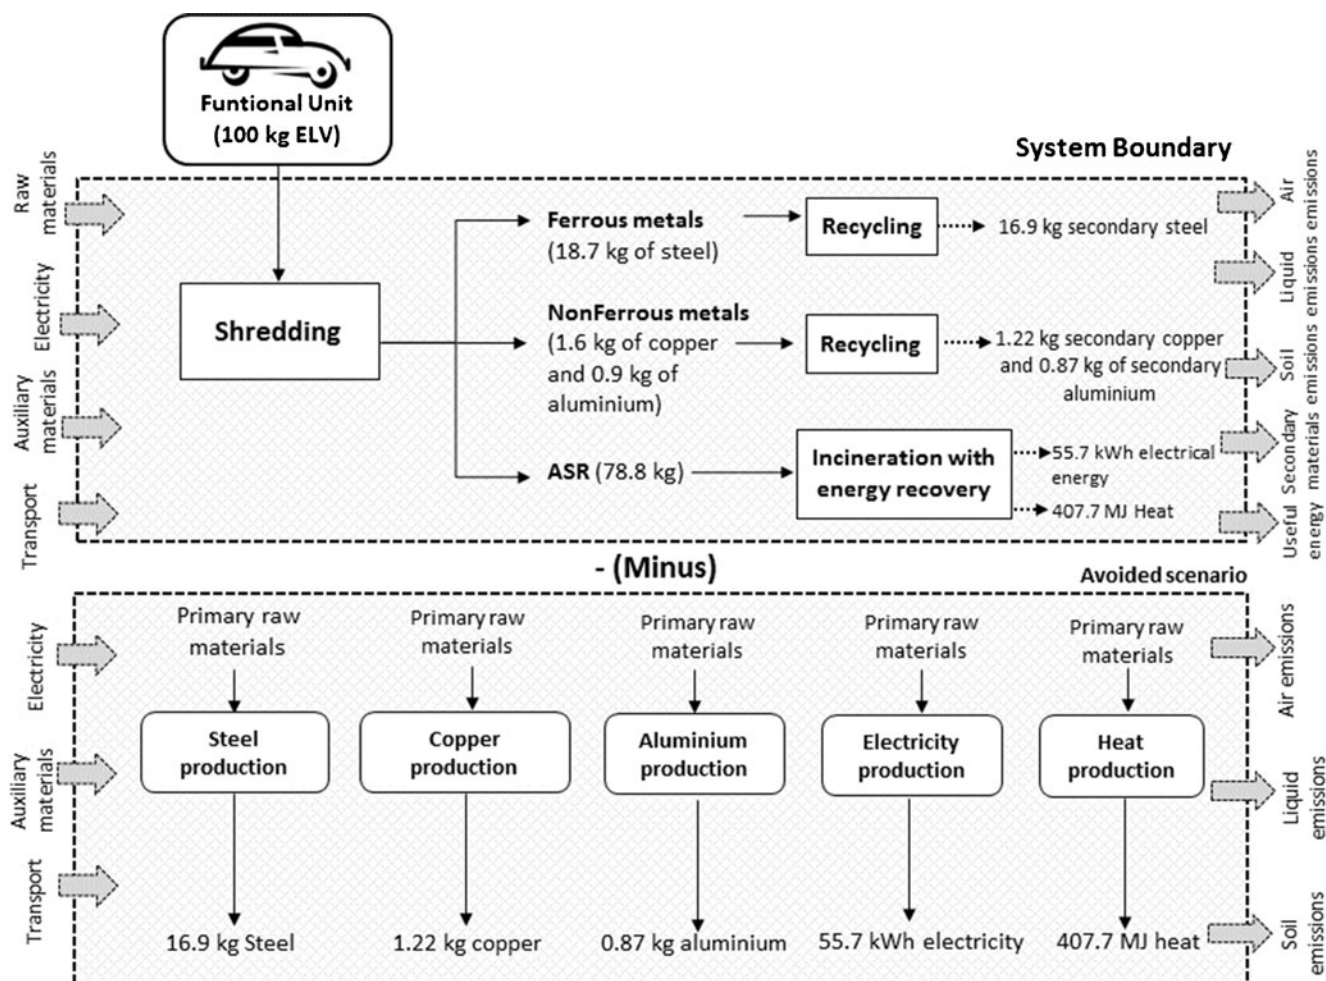 Funtional Unit
(100 kg ELV)
System Boundary
Raw
materials
Electricity
Auxiliary
materials
Transport
Shredding
Ferrous metals
(18.7 kg of steel)
Recycling
16.9 kg secondary steel
NonFerrous metals
(1.6 kg of copper
and 0.9 kg of
aluminium)
Recycling
1.22 kg secondary copper
and 0.87 kg of secondary
aluminium
ASR (78.8 kg)
Incineration with
energy recovery
55.7 kWh electrical
energy
407.7 MJ Heat
Air
emissions
Liquid
emissions
Soil
emissions
Secondary
materials
Useful
energy
- (Minus)
Avoided scenario
Electricity
Auxiliary
materials
Transport
Primary raw
materials
Primary raw
materials
Primary raw
materials
Primary raw
materials
Primary raw
materials
Steel
production
Copper
production
Aluminium
production
Electricity
production
Heat
production
16.9 kg Steel
1.22 kg copper
0.87 kg aluminium
55.7 kWh electricity
407.7 MJ heat
Air emissions
Liquid
emissions
Soil
emissions